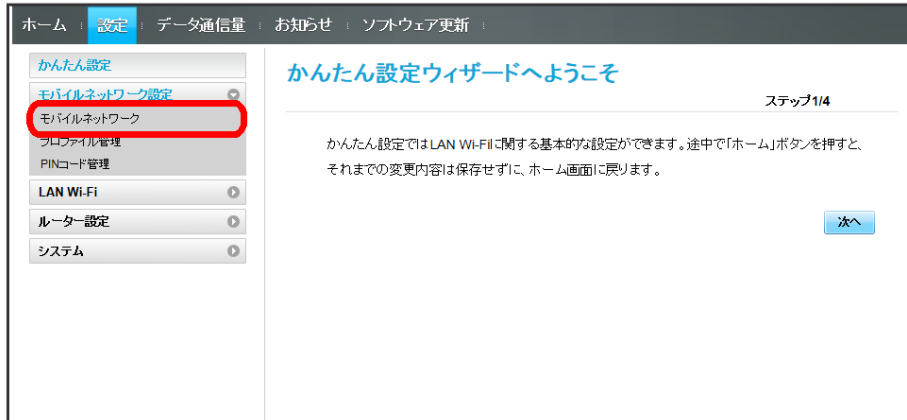 ホーム 設定 データ通信量 お知らせ ソフトウェア更新
かんたん設定
モバイルネットワーク設定
モバイルネットワーク
プロファイル管理
PINコード管理
LAN Wi-Fi
ルーター設定
システム
かんたん設定ウィザードへようこそ
ステップ1/4
かんたん設定ではLAN Wi-Fiに関する基本的な設定ができます。途中で「ホーム」ボタンを押すと、
それまでの変更内容は保存せずに、ホーム画面に戻ります。
次へ